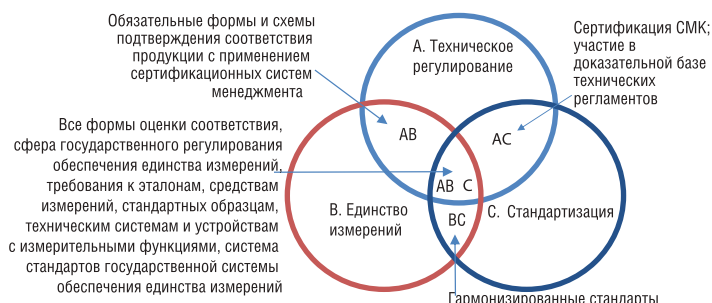 Обязательные формы и схемы
подтверждения соответствия
продукции с применением
сертификационных систем
менеджмента
А. Техническое
регулирование
Сертификация СМК;
участие в
доказательной базе
технических
регламентов
Все формы оценки соответствия,
сфера государственного регулирования
обеспечения единства измерений,
требования к эталонам, средствам
измерений, стандартных образцам,
техническим системам и устройствам
с измерительными функциями, система
стандартов государственной системы
обеспечения единства измерений
АВ
АС
АВ С
В. Единство
измерений
ВС
С. Стандартизация
Гармонизированные стандарты